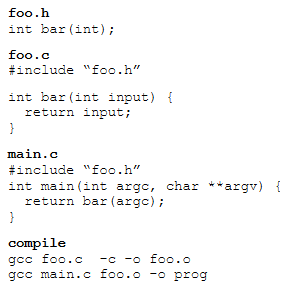 foo.h
int bar(int);
foo.c
#include “foo.h”
int bar(int input) {
return input;
}
main.c
#include “foo.h”
int main(int argc, char **argv) {
return bar(argc);
}
compile
gcc foo.c -c -o foo.o
gcc main.c foo.o -o prog